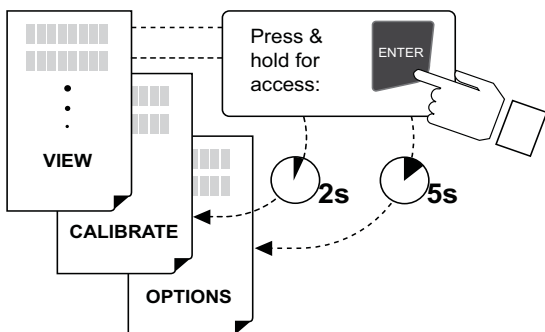 Press &
hold for
access:
ENTER
VIEW
2s
5s
CALIBRATE
OPTIONS